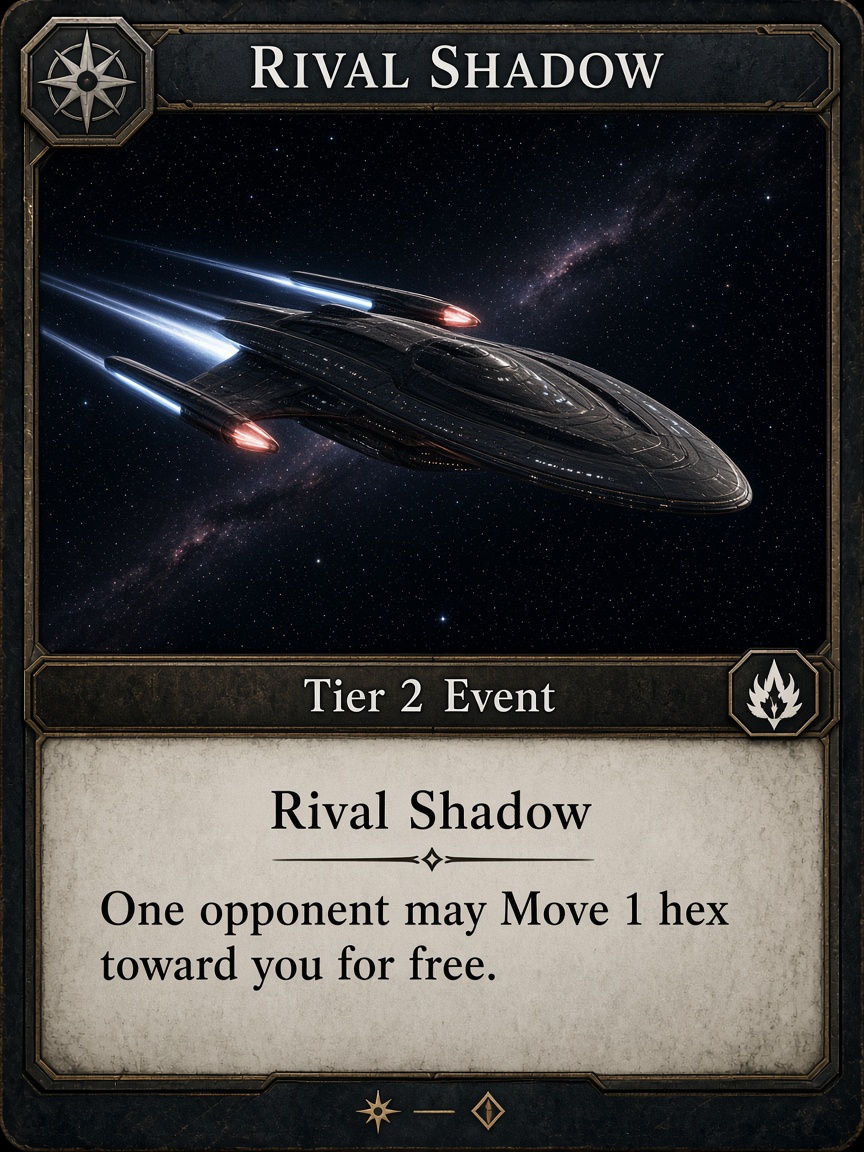 RIVAL SHADOW
Tier 2 Event
Rival Shadow
One opponent may Move 1 hex
toward you for free.